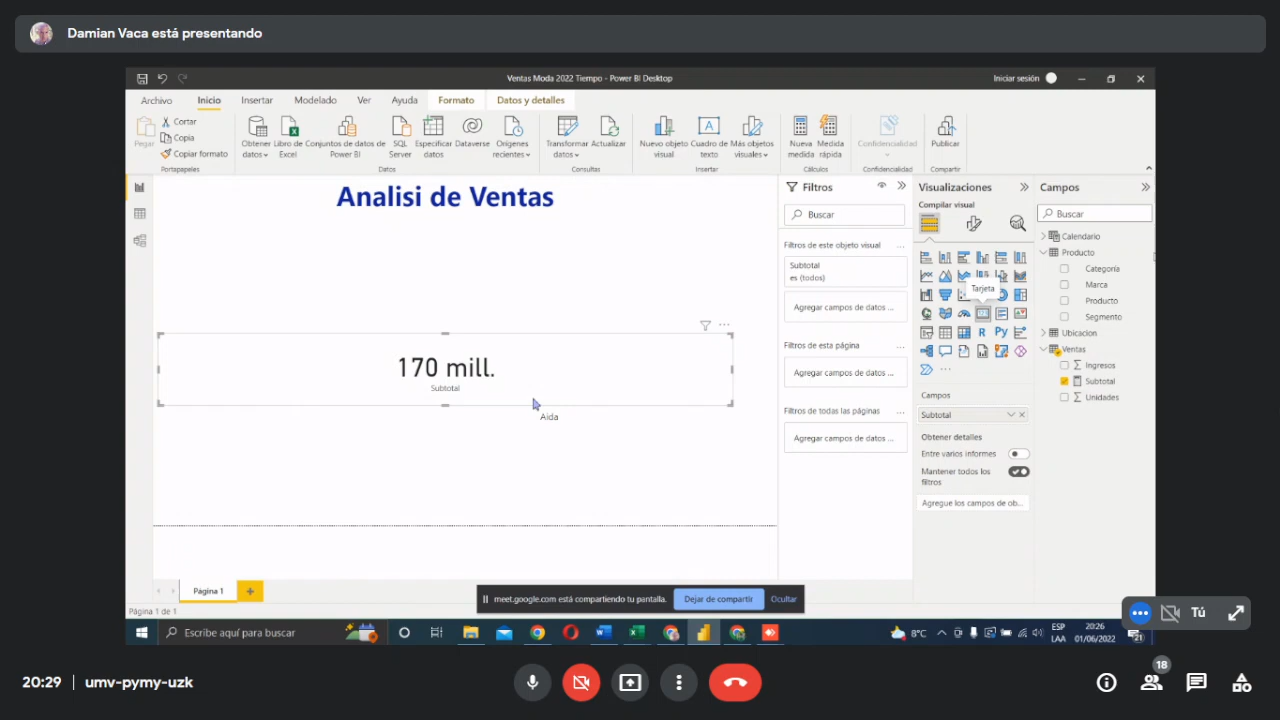 Damian Vaca está presentando
Ventas Moda 2022 Tiempo - Power BI Desktop
Iniciar sesión
Archivo Inicio Insertar Modelado Ver Ayuda Formato Datos y detalles
Pegar
Cortar
Copia
Copiar formato
Portapapeles
Obtener datos
Libro de Excel
Conjuntos de datos de Power BI
SQL Server
Especificar datos
Dataverse
Orígenes recientes
Datos
Transformar datos
Actualizar
Consultas
Nuevo objeto visual
Cuadro de texto
Más objetos visuales
Insertar
Nueva medida
Medida rápida
Cálculos
Confidencialidad
Confidencialidad
Publicar
Compartir
Analisi de Ventas
170 mill.
Subtotal
Aida
Filtros
Buscar
Filtros de este objeto visual ...
Subtotal
es (todos)
Agregar campos de datos ...
Filtros de esta página ...
Agregar campos de datos ...
Filtros de todas las páginas ...
Agregar campos de datos ...
Visualizaciones
Compilar visual
Tarjeta
R Py
...
Campos
Subtotal
Obtener detalles
Entre varios informes
Mantener todos los
filtros
Agregue los campos de ob...
Campos
Buscar
Calendario
Producto
Categoría
Marca
Producto
Segmento
Ubicacion
Ventas
Ingresos
Subtotal
Unidades
Página 1
+
Página 1 de 1
meet.google.com está compartiendo tu pantalla. Dejar de compartir Ocultar
Tú
Escribe aquí para buscar
8°C
ESP
LAA
20:26
01/06/2022
21
20:29 | umv-pymy-uzk
18